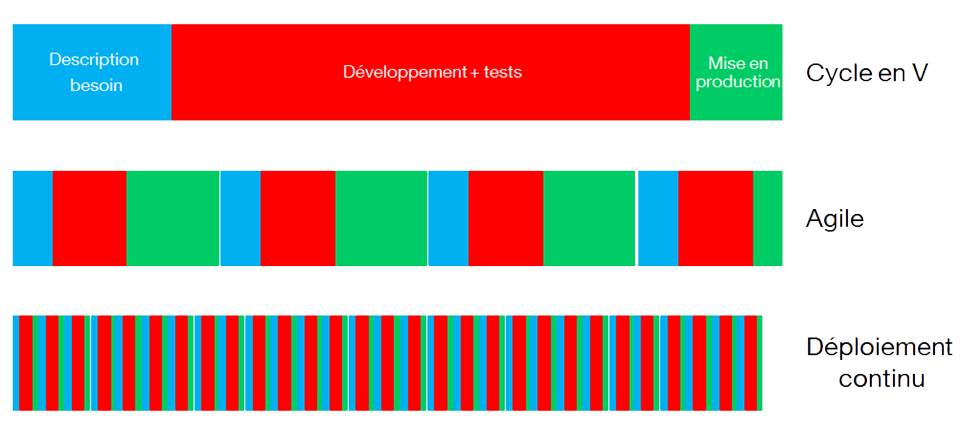 Description
besoin
Développement + tests
Mise en
production
Cycle en V
Agile
Déploiement
continu